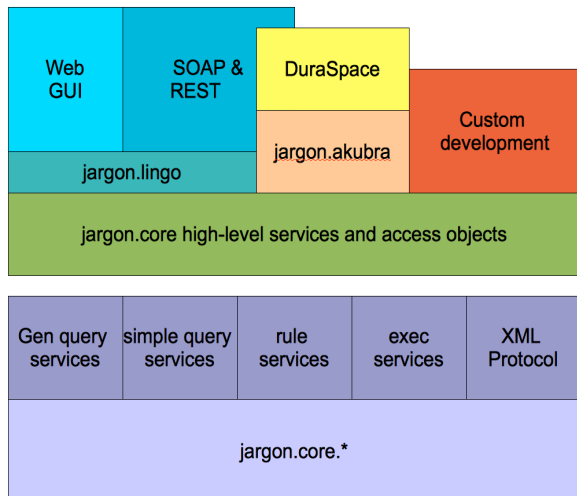 Web
GUI
SOAP &
REST
DuraSpace
Custom
development
jargon.lingo
jargon.akubra
jargon.core high-level services and access objects
Gen query
services
simple query
services
rule
services
exec
services
XML
Protocol
jargon.core.*